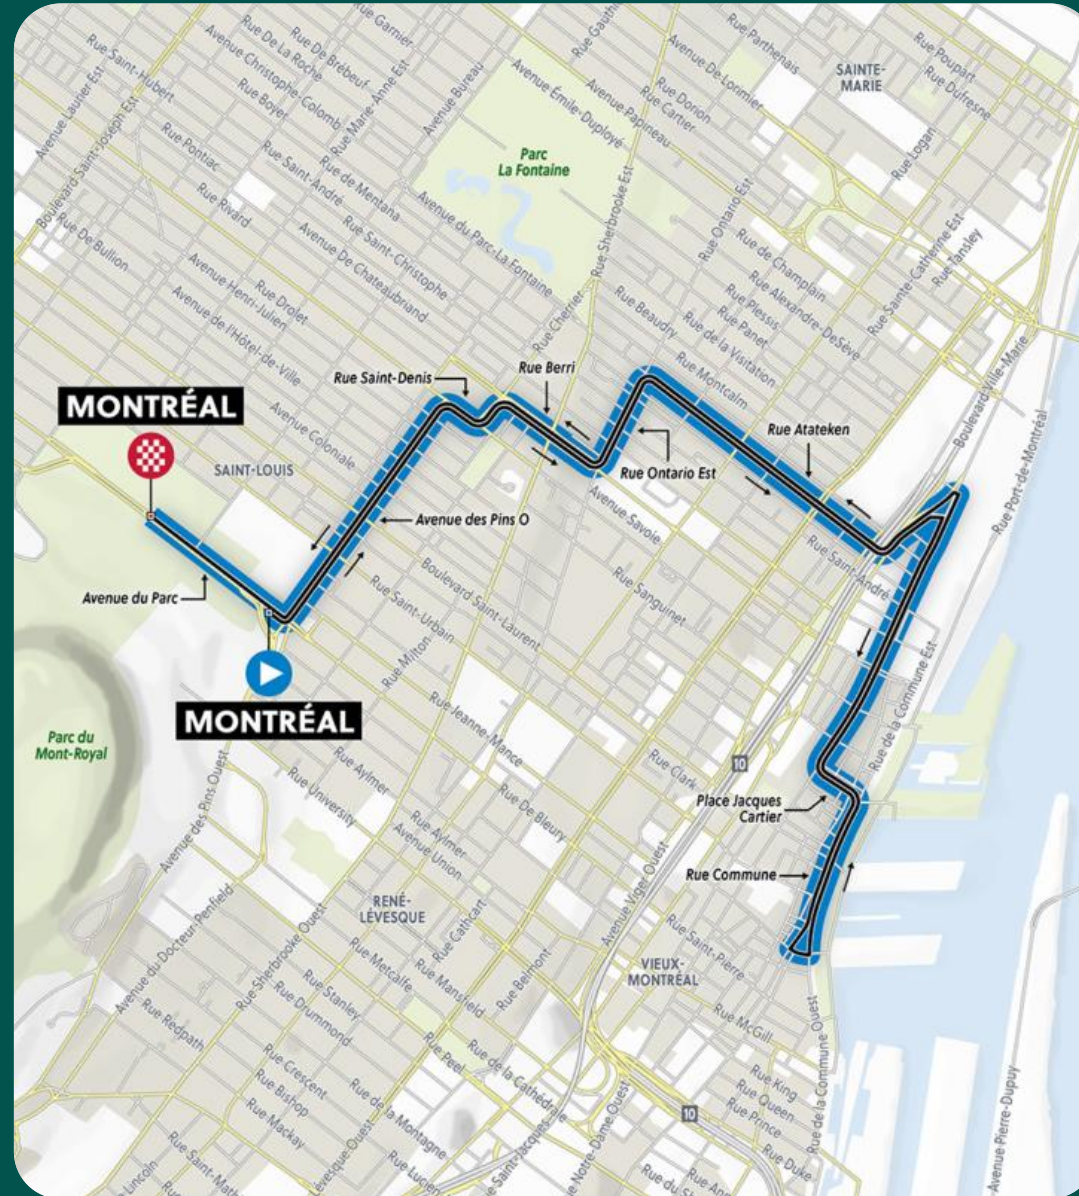 Rue Garnier
Rue De Brébeuf
Rue De La Roche
Avenue Christophe-Colomb
Rue Saint-Hubert
Rue Boyer
Rue Marie-Anne Est
Avenue Bureau
Avenue Laurier Est
Boulevard Saint-Joseph Est
Rue Pontiac
Rue Saint-André
Rue de Mentana
Rue Rivard
Rue Saint-Christophe
Avenue De Chateaubriand
Rue De Bullion
Avenue Henri-Julien
Rue Drolet
Avenue de l'Hôtel-de-Ville
Avenue Coloniale
Avenue Émile-Duployé
Parc
La Fontaine
Avenue du Parc-La Fontaine
Avenue Papineau
Rue Cartier
Rue Dorion
Avenue De Lorimier
Rue Parthenais
SAINTE-
MARIE
Rue Poupart
Rue Dufresne
Rue Logan
Rue Sherbrooke Est
Rue Ontario Est
Rue Sainte-Catherine Est
Rue Tansley
Rue de Champlain
Rue Alexandre-DeSève
Rue Plessis
Rue Panet
Rue de la Visitation
Rue Beaudry
Rue Montcalm
Rue Cherrier
Rue Berri
Rue Saint-Denis
MONTRÉAL
SAINT-LOUIS
Rue Atateken
Rue Ontario Est
Boulevard Ville-Marie
Rue Port-de-Montréal
Avenue des Pins O
Avenue Savoie
Rue Saint-André
Avenue du Parc
Rue Saint-Urbain
Boulevard Saint-Laurent
Rue Sanguinet
Rue Milton
MONTRÉAL
Parc du
Mont-Royal
Rue Jeanne-Mance
Rue de la Commune Est
Rue Clark
10
Place Jacques
Cartier
Rue Aylmer
Rue University
Rue De Bleury
Rue Aylmer
Avenue Union
Avenue des Pins Ouest
Rue Commune
Avenue Viger Ouest
RENÉ-
LÉVESQUE
Rue Cathcart
Rue Belmont
Avenue du Docteur-Penfield
Rue Sherbrooke Ouest
Rue Metcalfe
Rue Mansfield
Rue Stanley
Rue Drummond
Rue Saint-Pierre
VIEUX-
MONTRÉAL
Rue McGill
Rue de la Commune Ouest
Rue Redpath
Rue Crescent
Rue Bishop
Rue Mackay
Rue Peel
Rue de la Cathédrale
Rue de la Montagne
Rue King
Rue Queen
Rue Prince
Rue Duke
10
Avenue Pierre-Dupuy